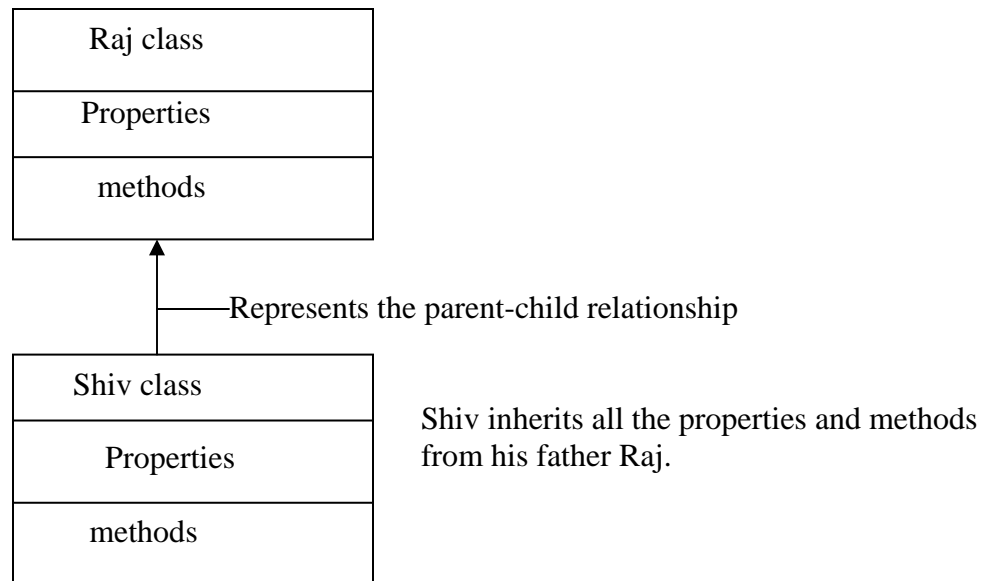 Raj class
Properties
methods
Represents the parent-child relationship
Shiv class
Properties
methods
Shiv inherits all the properties and methods
from his father Raj.